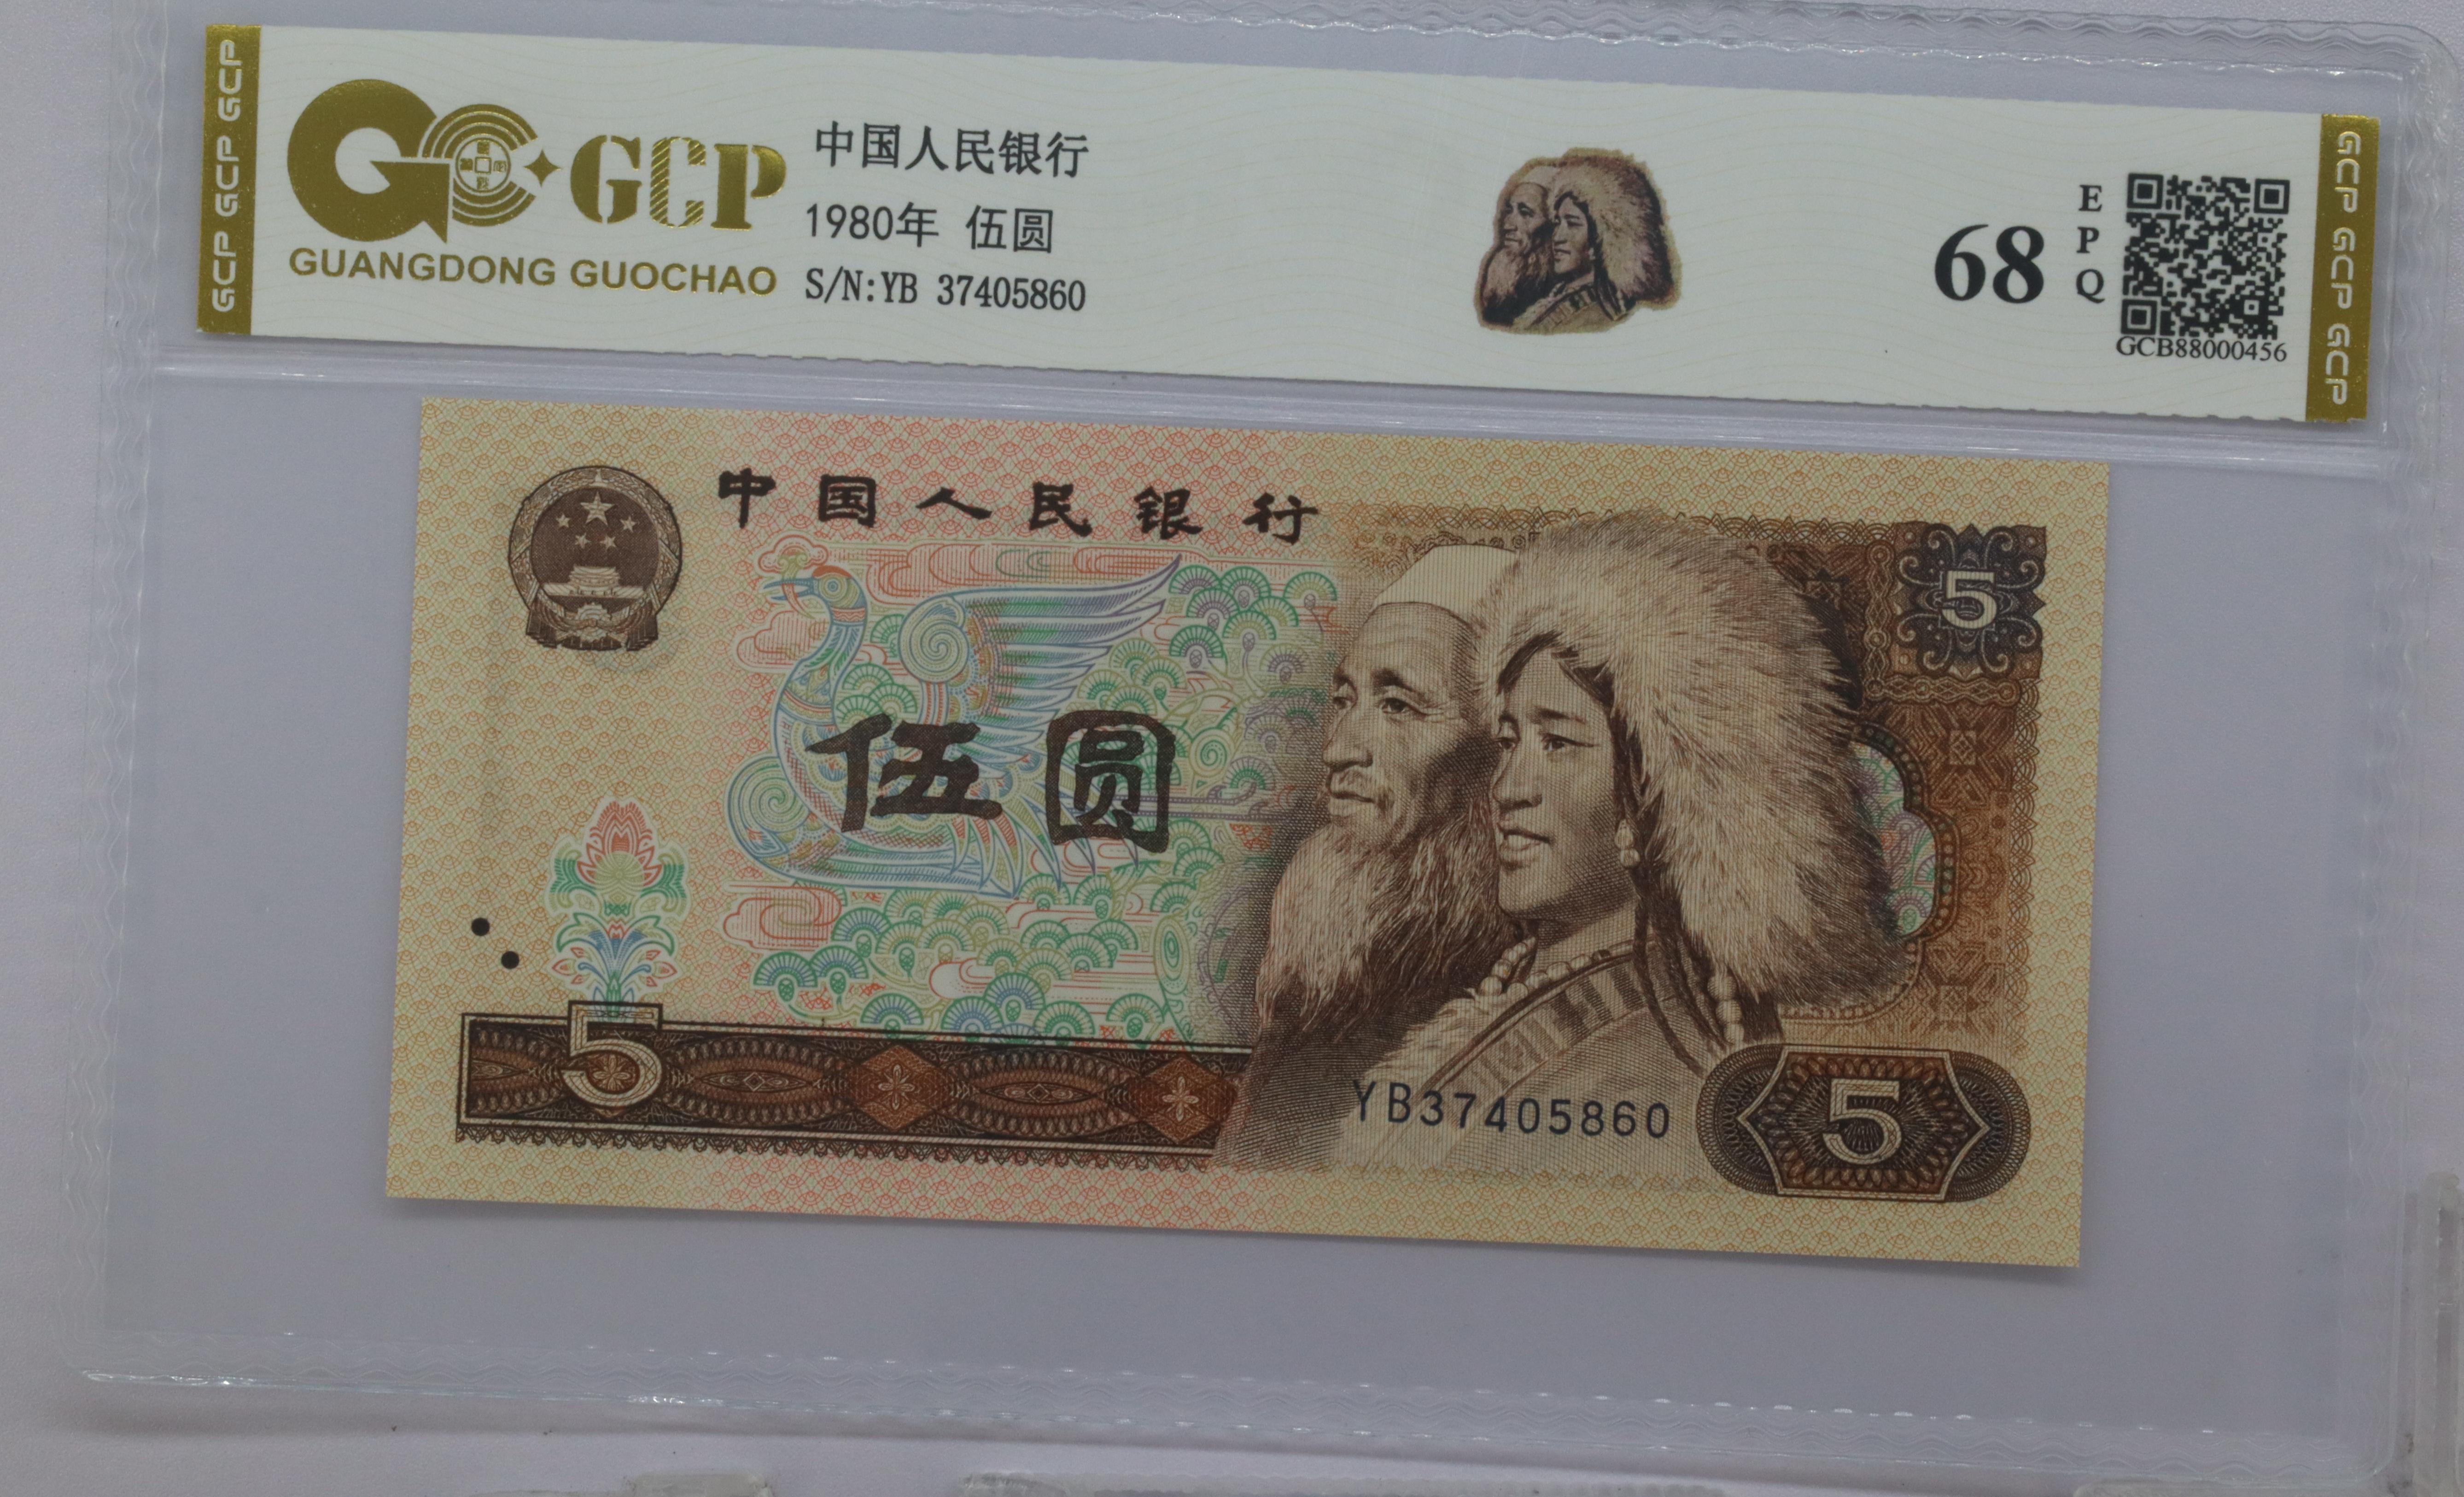 GCP GCP GCP
GCP
GUANGDONG GUOCHAO
中国人民银行
1980年 伍圆
S/N:YB 37405860
68
E
P
Q
GCB88000456
GCP GCP GCP
中国人民银行
5
伍圆
5
YB37405860
5